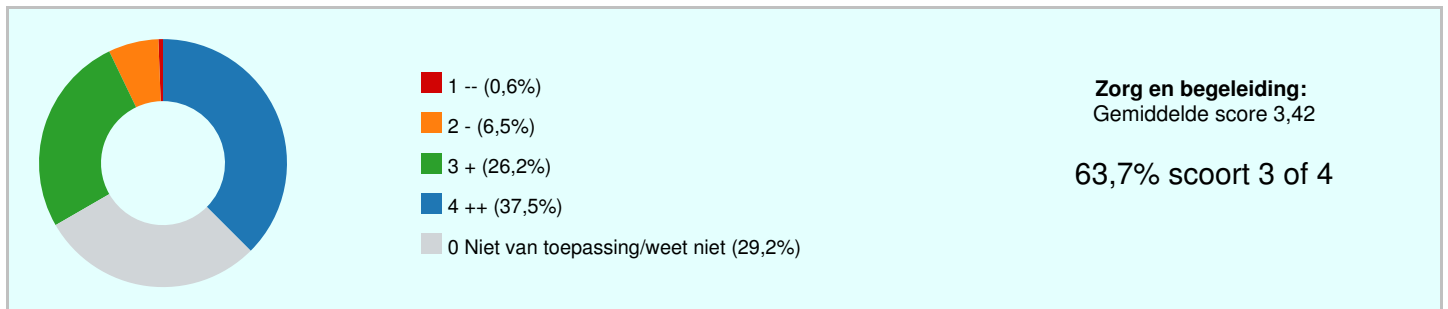 1 -- (0,6%)
2 - (6,5%)
3 + (26,2%)
4 ++ (37,5%)
0 Niet van toepassing/weet niet (29,2%)
Zorg en begeleiding:
Gemiddelde score 3,42
63,7% scoort 3 of 4